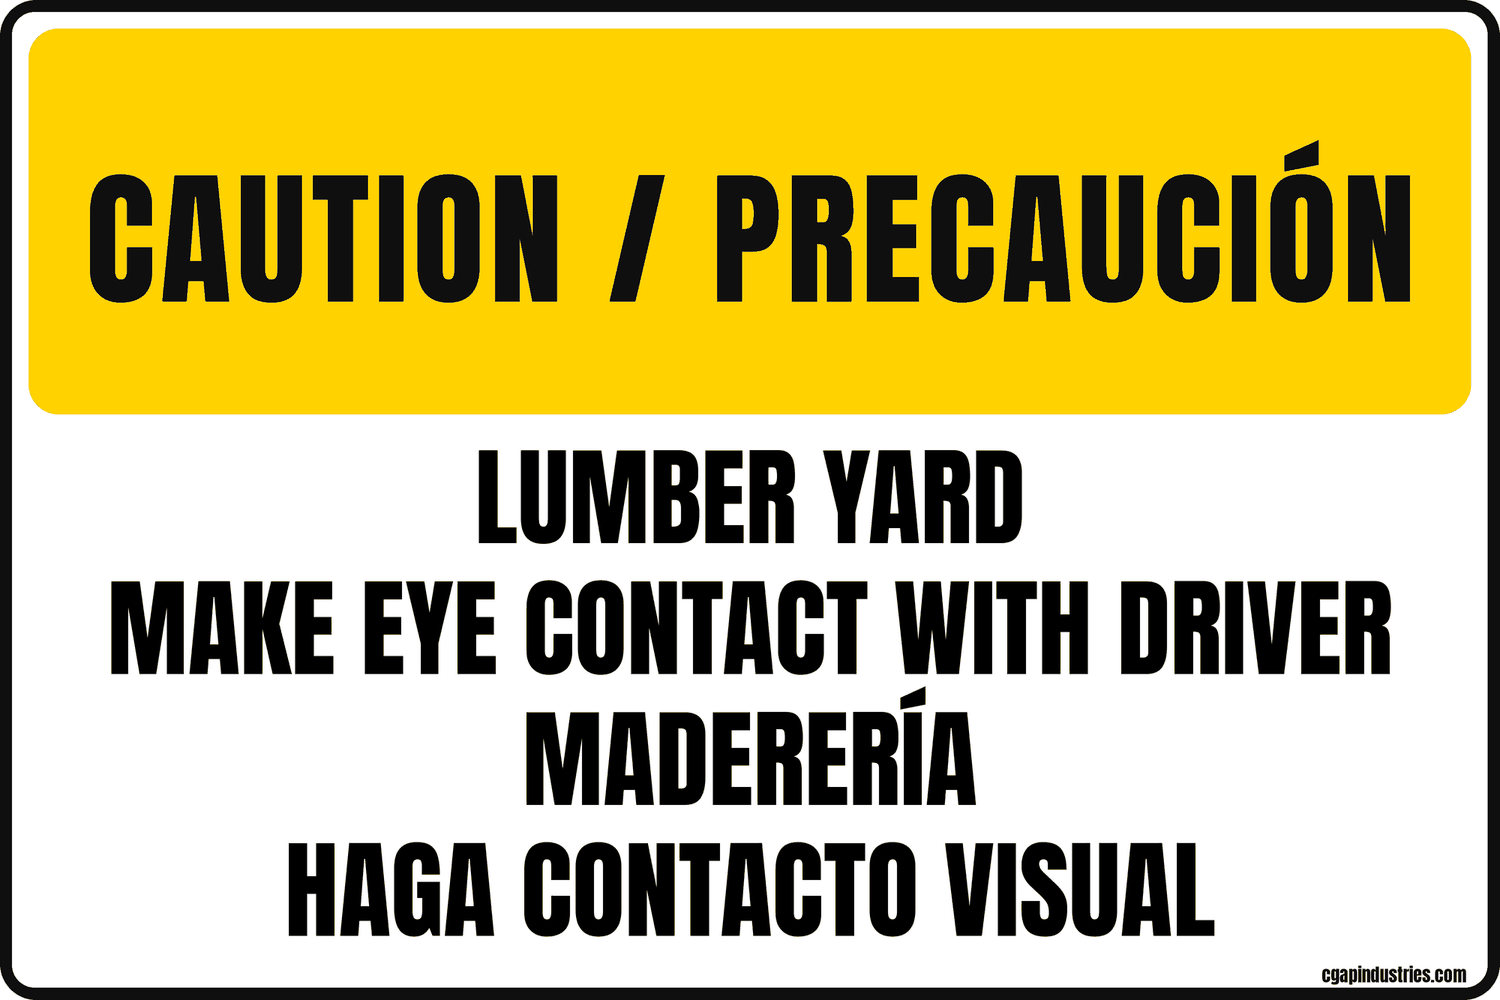 CAUTION / PRECAUCIÓN
LUMBER YARD
MAKE EYE CONTACT WITH DRIVER
MADERERÍA
HAGA CONTACTO VISUAL
cgapindustries.com